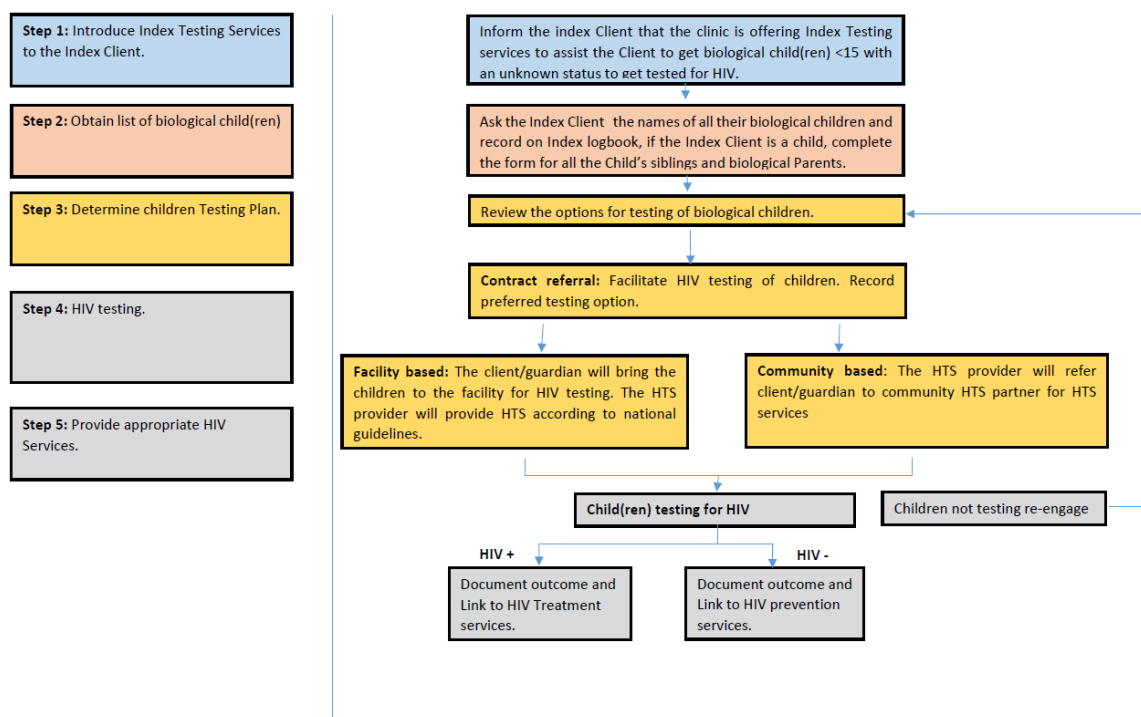 Step 1: Introduce Index Testing Services
to the Index Client.
Step 2: Obtain list of biological child(ren)
Step 3: Determine children Testing Plan.
Step 4: HIV testing.
Step 5: Provide appropriate HIV
Services.
Inform the index Client that the clinic is offering Index Testing
services to assist the Client to get biological child(ren) <15 with
an unknown status to get tested for HIV.
Ask the Index Client the names of all their biological children and
record on Index logbook, if the Index Client is a child, complete
the form for all the Child's siblings and biological Parents.
Review the options for testing of biological children.
Contract referral: Facilitate HIV testing of children. Record
preferred testing option.
Facility based: The client/guardian will bring the
children to the facility for HIV testing. The HTS
provider will provide HTS according to national
guidelines.
Community based: The HTS provider will refer
client/guardian to community HTS partner for HTS
services
Child(ren) testing for HIV
Children not testing re-engage
HIV +
HIV -
Document outcome and
Link to HIV Treatment
services.
Document outcome and
Link to HIV prevention
services.